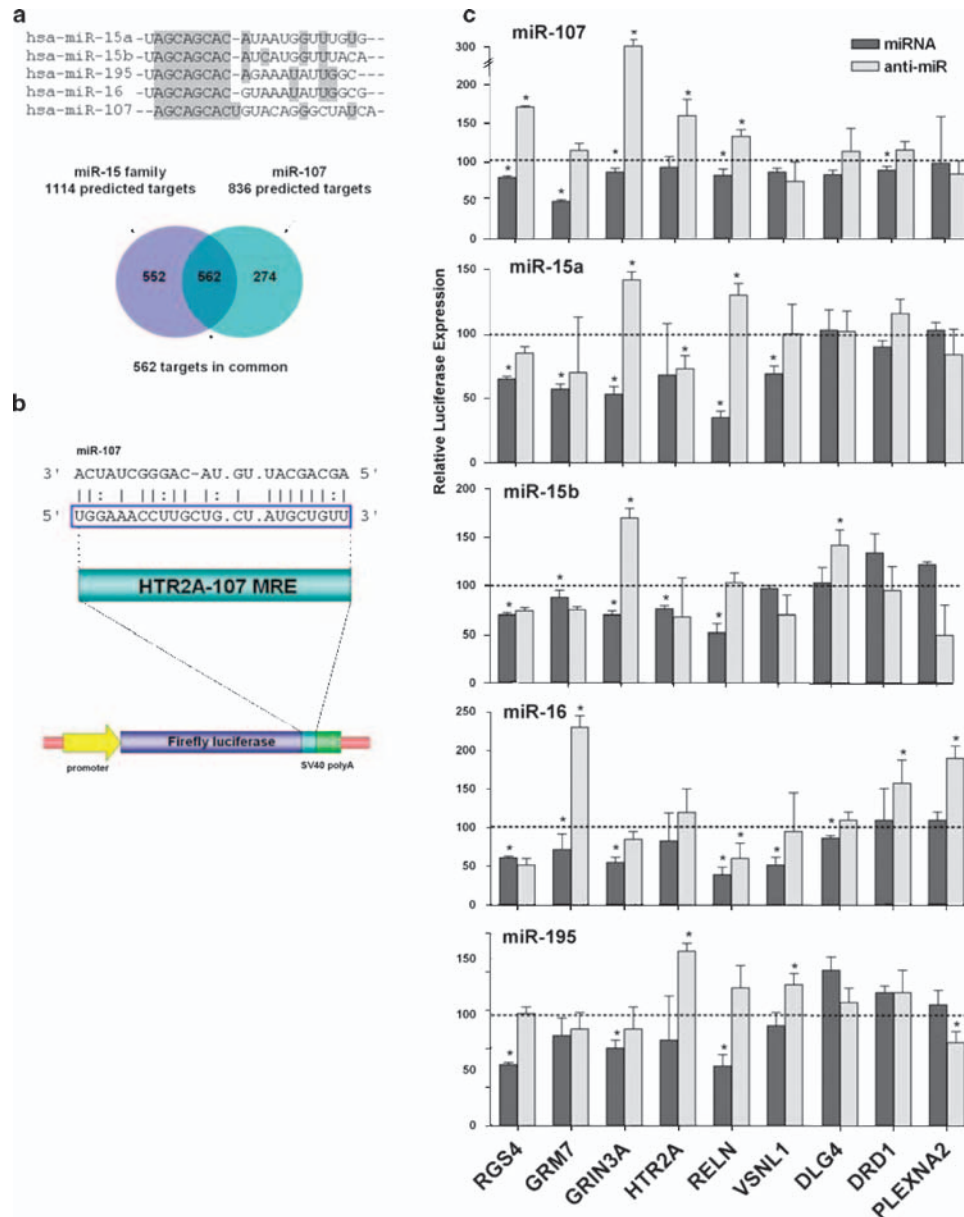 a
hsa-miR-15a-UAGCAGCAC-AUAAUGGUUUGUG--
hsa-miR-15b-UAGCAGCAC-AUCAUGGUUUACA--
hsa-miR-195-UAGCAGCAC-AGAAAUAUUGGC---
hsa-miR-16-UAGCAGCAC-GUAAAUAUUGGCG--
hsa-miR-107--AGCAGCACUGUACAGGGCUAUCA-
miR-15 family
1114 predicted targets
miR-107
836 predicted targets
552
562
274
562 targets in common
b
miR-107
3' ACUAUCGGGAC-AU.GU.UACGACGA 5'
||: | ||:|| |: | ||||||| |
5' UGGAAACCUUGCUG.CU.AUGCUGUU 3'
HTR2A-107 MRE
Firefly luciferase
promoter
SV40 polyA
c
Relative Luciferase Expression
miR-107
miRNA
anti-miR
300
200
150
100
50
0
* * * * * * * * *
miR-15a
150
100
50
0
* * * * * * * *
miR-15b
200
150
100
50
0
* * * * * * *
miR-16
250
200
150
100
50
0
* * * * * * * * * *
miR-195
150
100
50
0
* * * * * *
RGS4
GRM7
GRIN3A
HTR2A
RELN
VSNL1
DLG4
DRD1
PLEXNA2